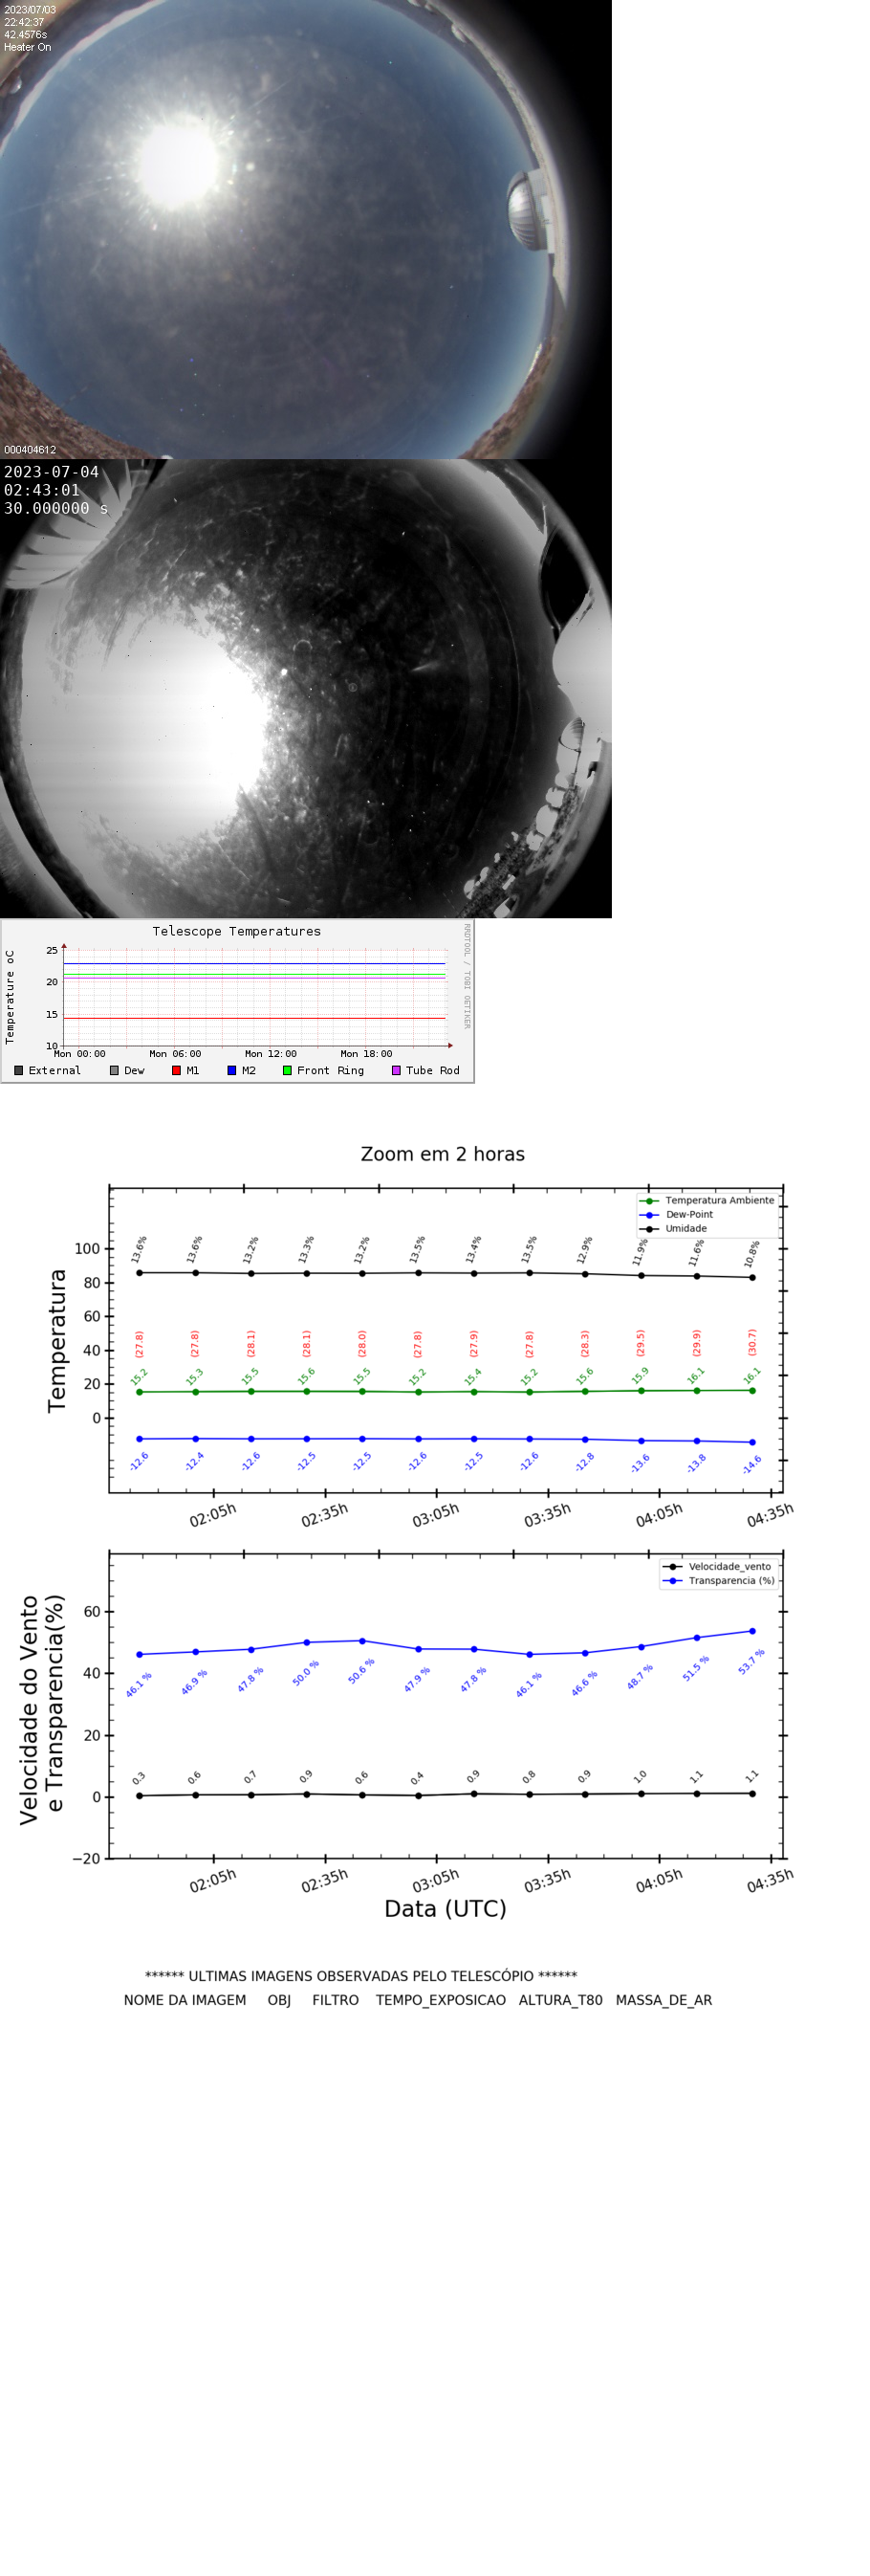 2023/07/03
22:42:37
42.4576s
Heater On
000404612
2023-07-04
02:43:01
30.000000 s
Telescope Temperatures
RRDTOOL / TOBI OETIKER
Temperature oC
25
20
15
10
Mon 00:00 Mon 06:00 Mon 12:00 Mon 18:00
External Dew M1 M2 Front Ring Tube Rod
Zoom em 2 horas
Temperatura Ambiente
Dew-Point
Umidade
Temperatura
100
80
60
40
20
0
13.6% 13.6% 13.2% 13.3% 13.2% 13.5% 13.4% 13.5% 12.9% 11.9% 11.6% 10.8%
(27.8) (27.8) (28.1) (28.1) (28.0) (27.8) (27.9) (27.8) (28.3) (29.5) (29.9) (30.7)
15.2 15.3 15.5 15.6 15.5 15.2 15.4 15.2 15.6 15.9 16.1 16.1
-12.6 -12.4 -12.6 -12.5 -12.5 -12.6 -12.5 -12.6 -12.8 -13.6 -13.8 -14.6
02:05h 02:35h 03:05h 03:35h 04:05h 04:35h
Velocidade_vento
Transparencia (%)
Velocidade do Vento
e Transparencia(%)
60
40
20
0
−20
46.1 % 46.9 % 47.8 % 50.0 % 50.6 % 47.9 % 47.8 % 46.1 % 46.6 % 48.7 % 51.5 % 53.7 %
0.3 0.6 0.7 0.9 0.6 0.4 0.9 0.8 0.9 1.0 1.1 1.1
02:05h 02:35h 03:05h 03:35h 04:05h 04:35h
Data (UTC)
****** ULTIMAS IMAGENS OBSERVADAS PELO TELESCÓPIO ******
NOME DA IMAGEM OBJ FILTRO TEMPO_EXPOSICAO ALTURA_T80 MASSA_DE_AR